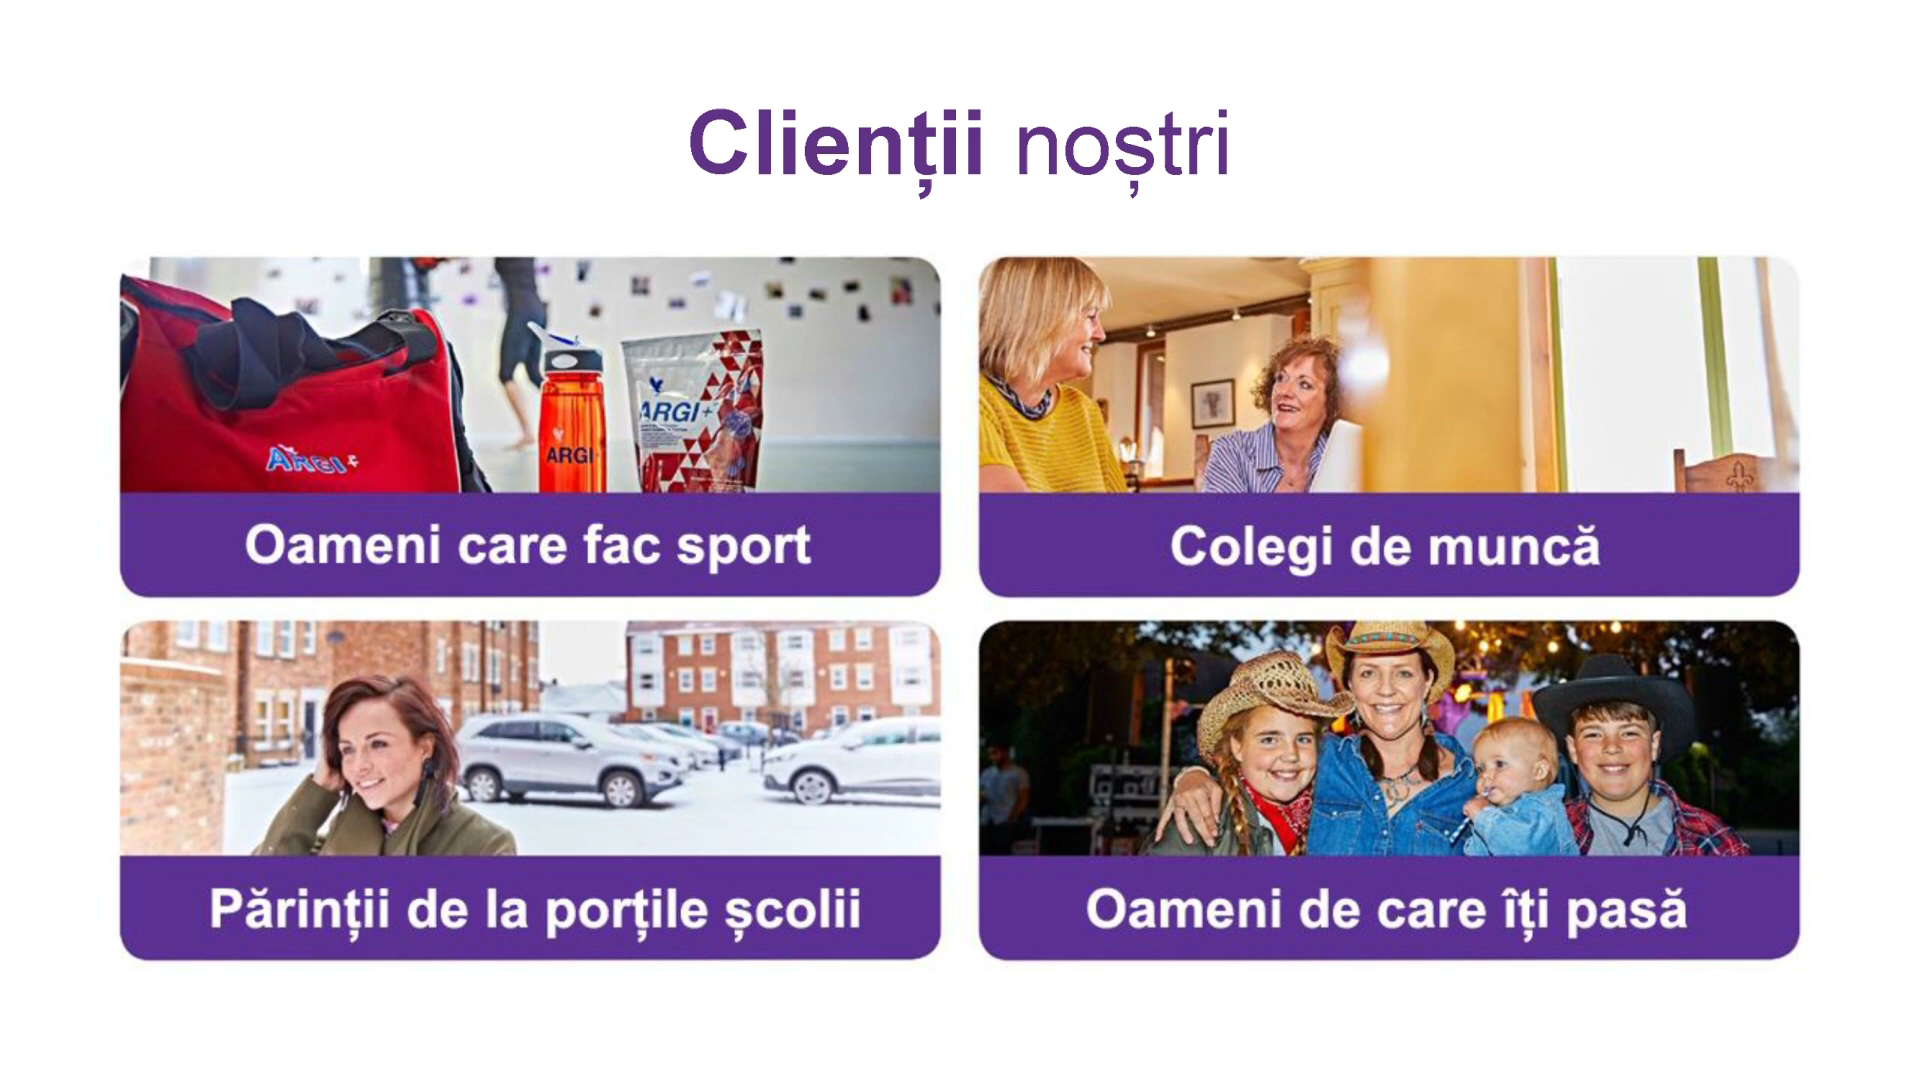 Clienții noștri
ARGI+
ARGI
ARGI+
Oameni care fac sport
Colegi de muncă
Părinții de la porțile școlii
Oameni de care îți pasă